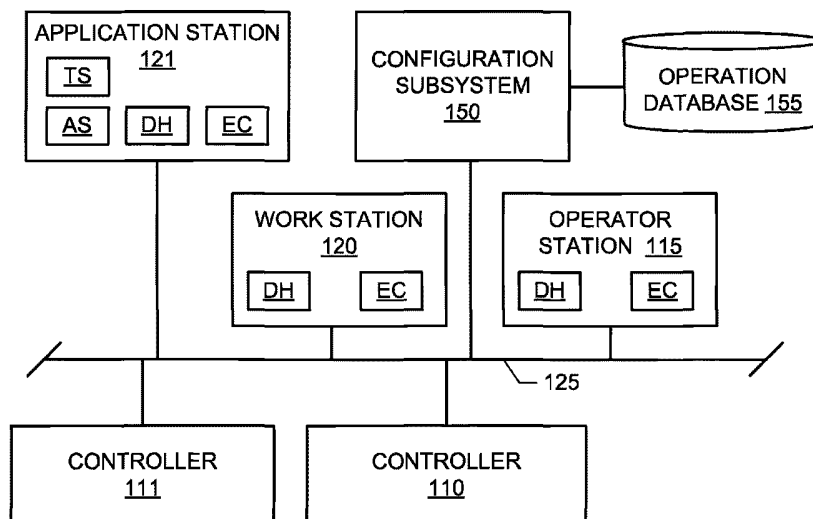 APPLICATION STATION
121
TS
AS DH EC
CONFIGURATION
SUBSYSTEM
150
OPERATION
DATABASE 155
WORK STATION
120
DH EC
OPERATOR
STATION 115
DH EC
125
CONTROLLER
111
CONTROLLER
110